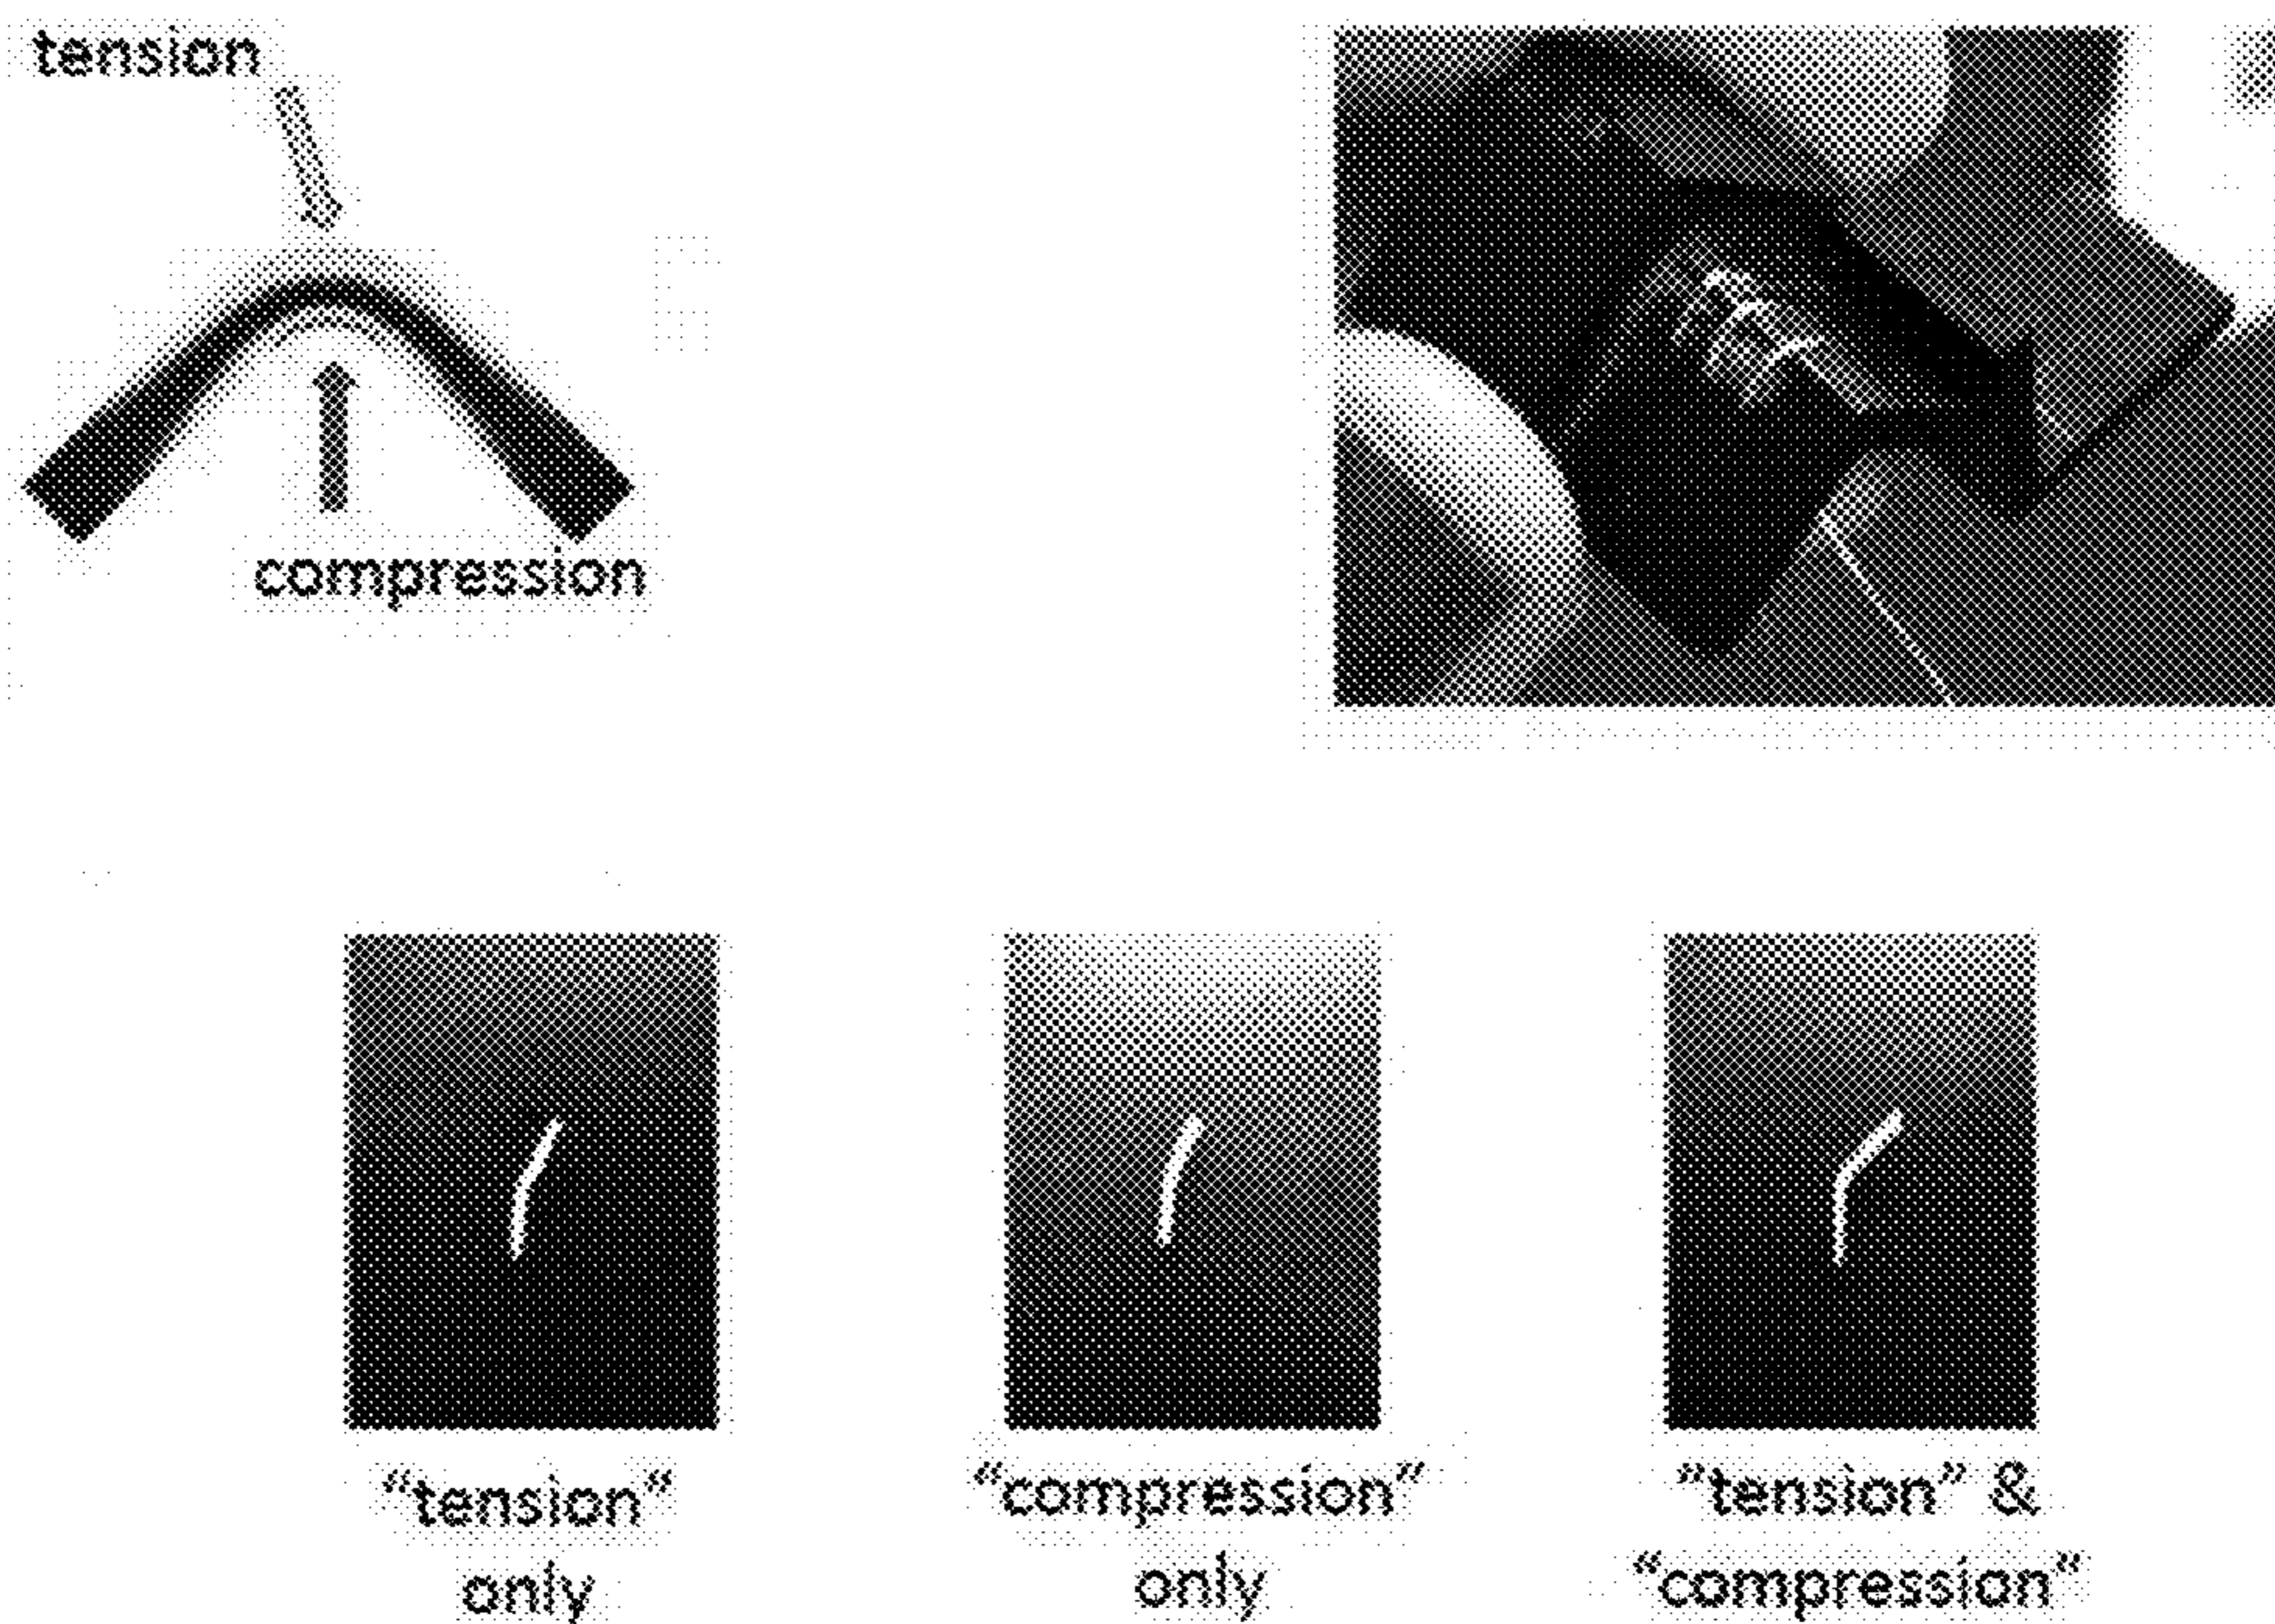 tension
compression
“tension“
only
“compression”
only
”tension” &
“compression“